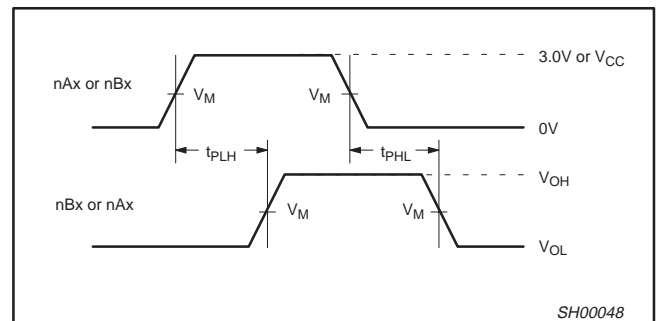 3.0V or VCC
nAx or nBx
VM
VM
0V
tPLH
tPHL
VOH
nBx or nAx
VM
VM
VOL
SH00048